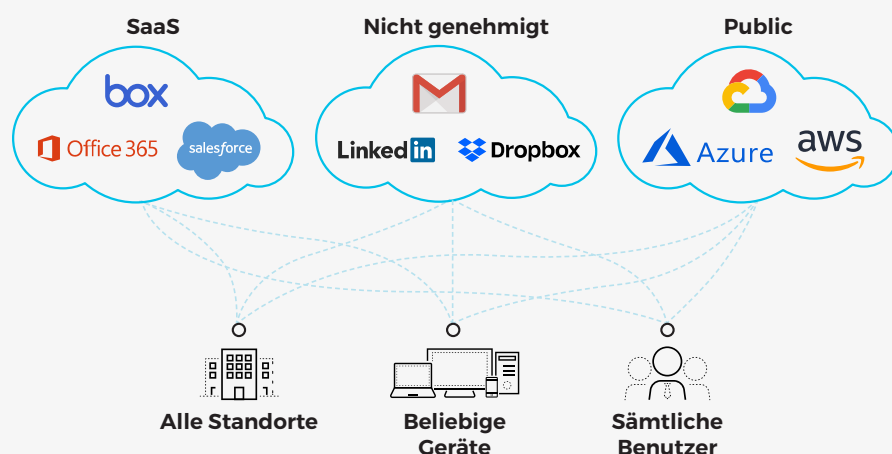 SaaS
Nicht genehmigt
Public
box
Office 365
salesforce
LinkedIn
Dropbox
Azure
aws
Alle Standorte
Beliebige
Geräte
Sämtliche
Benutzer